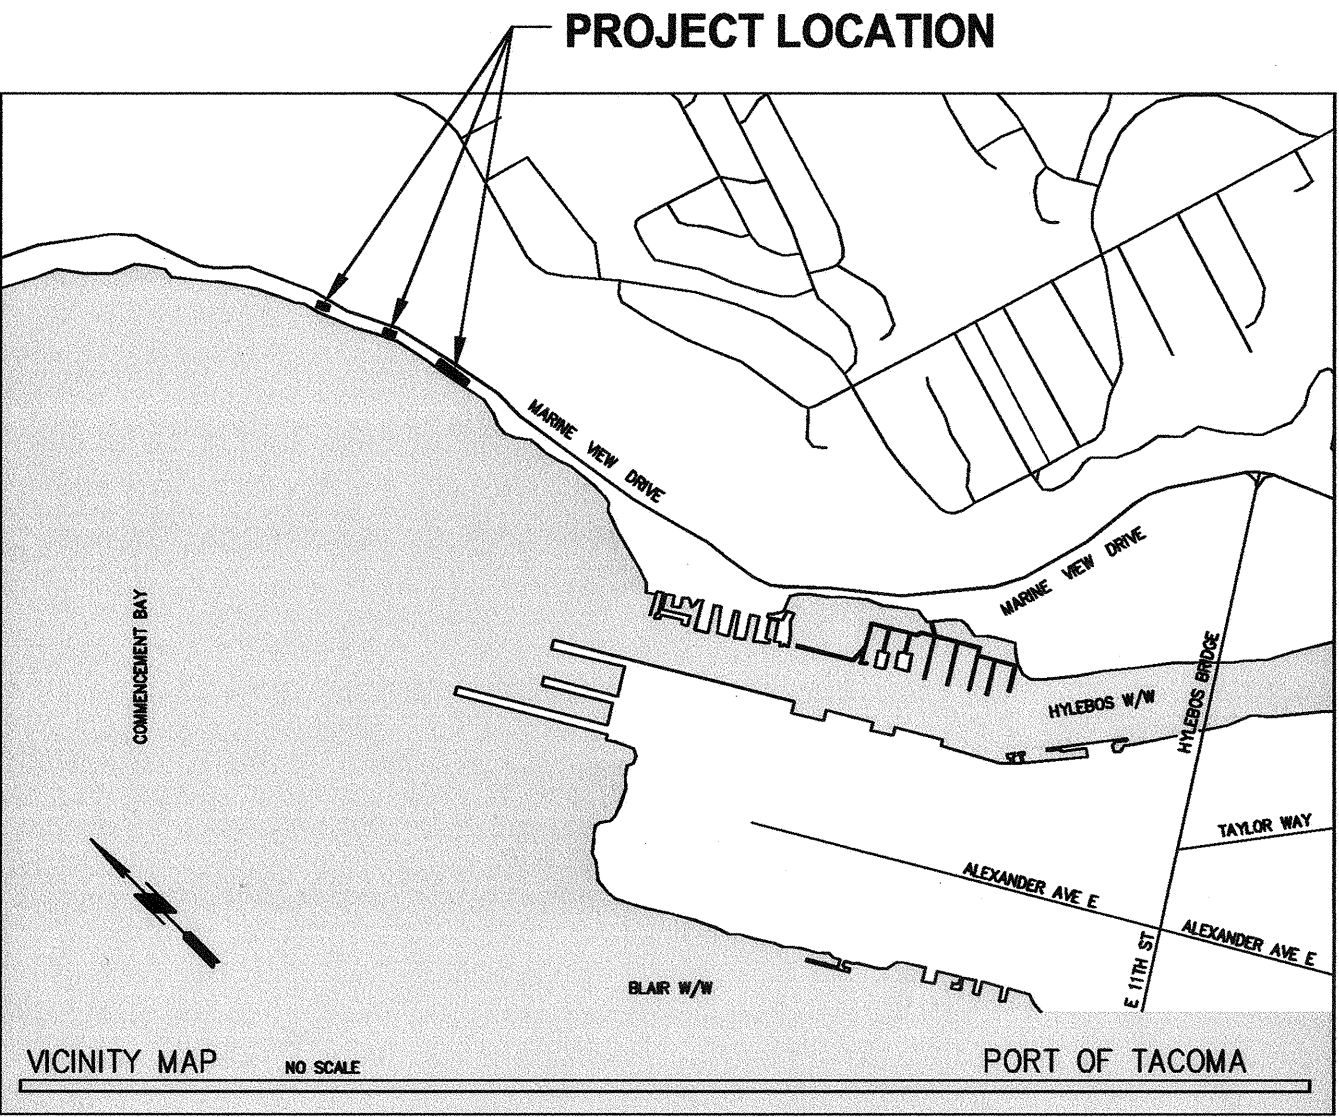 PROJECT LOCATION
MARINE VIEW DRIVE
MARINE VIEW DRIVE
COMMENCEMENT BAY
HYLEBOS BRIDGE
HYLEBOS W/W
TAYLOR WAY
ALEXANDER AVE E
ALEXANDER AVE E
E 11TH ST
BLAIR W/W
VICINITY MAP
NO SCALE
PORT OF TACOMA